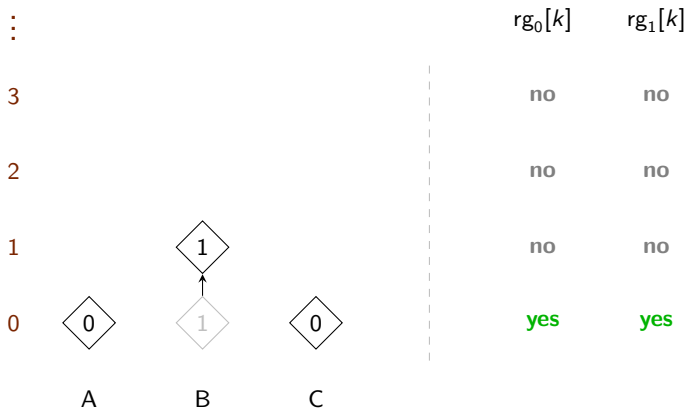 ⋮ rg₀[k] rg₁[k]
3 no no
2 no no
1 1 no no
0 0 1 0 yes yes
A B C